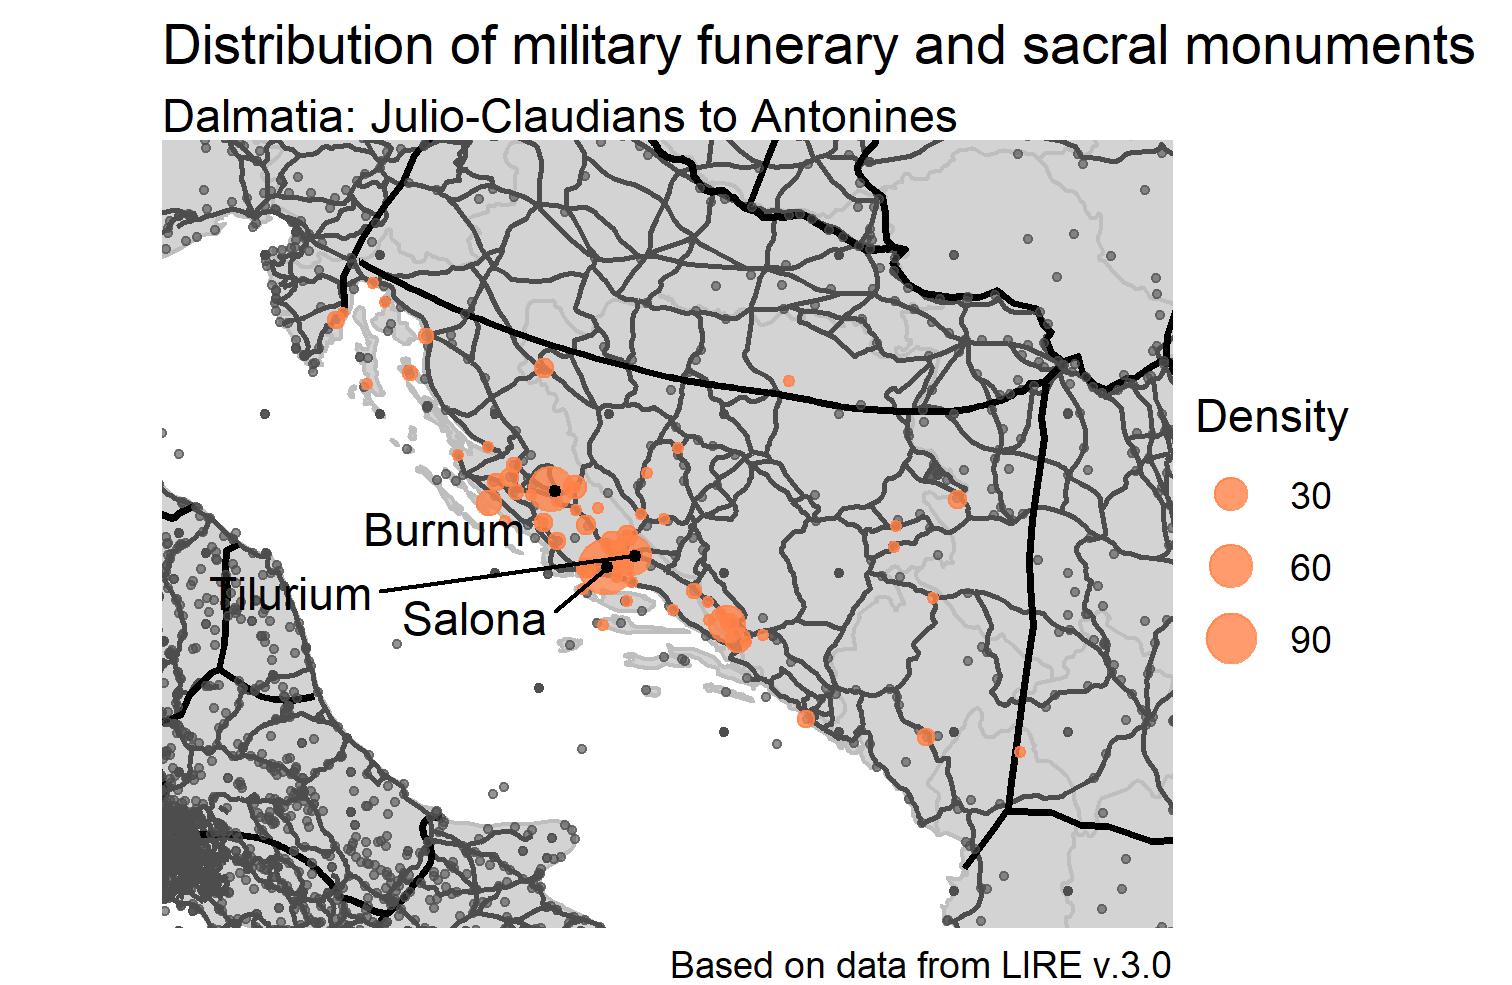 Distribution of military funerary and sacral monuments
Dalmatia: Julio-Claudians to Antonines
Density
30
60
90
Burnum
Tilurium
Salona
Based on data from LIRE v.3.0